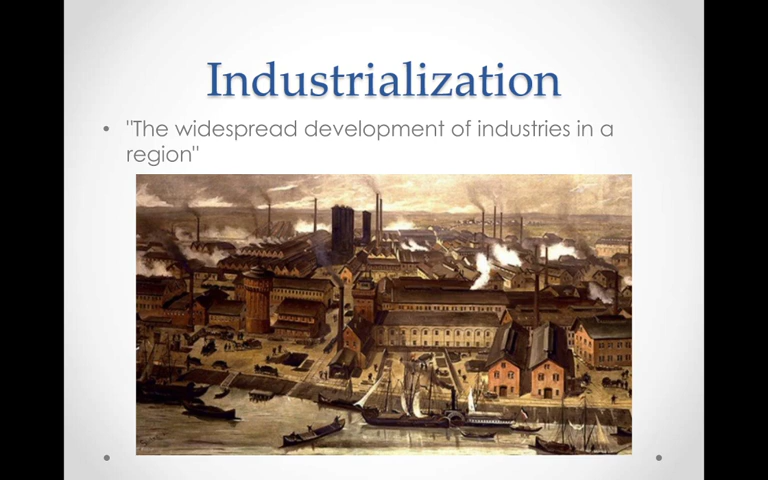 Industrialization
• "The widespread development of industries in a
region"